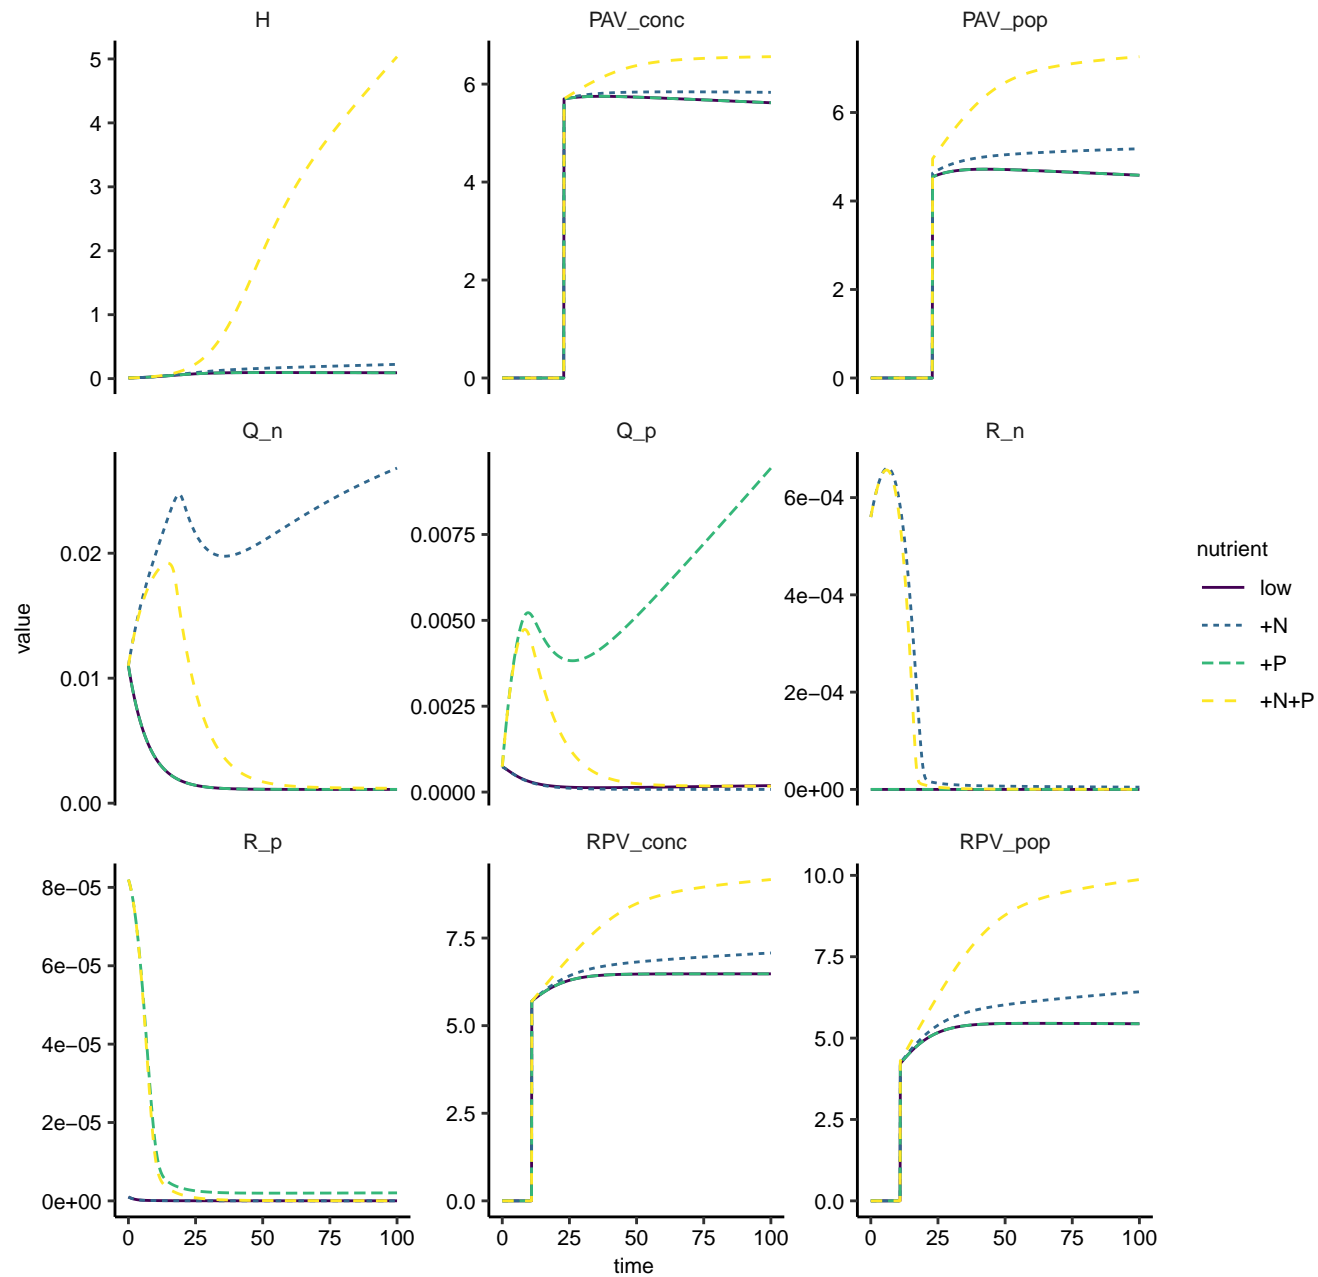 H
PAV_conc
PAV_pop
5
4
3
2
1
0
6
4
2
0
6
4
2
0
Q_n
Q_p
R_n
0.02
0.01
0.00
0.0075
0.0050
0.0025
0.0000
6e−04
4e−04
2e−04
0e+00
value
nutrient
low
+N
+P
+N+P
R_p
RPV_conc
RPV_pop
8e−05
6e−05
4e−05
2e−05
0e+00
7.5
5.0
2.5
0.0
10.0
7.5
5.0
2.5
0.0
0 25 50 75 100
0 25 50 75 100
0 25 50 75 100
time